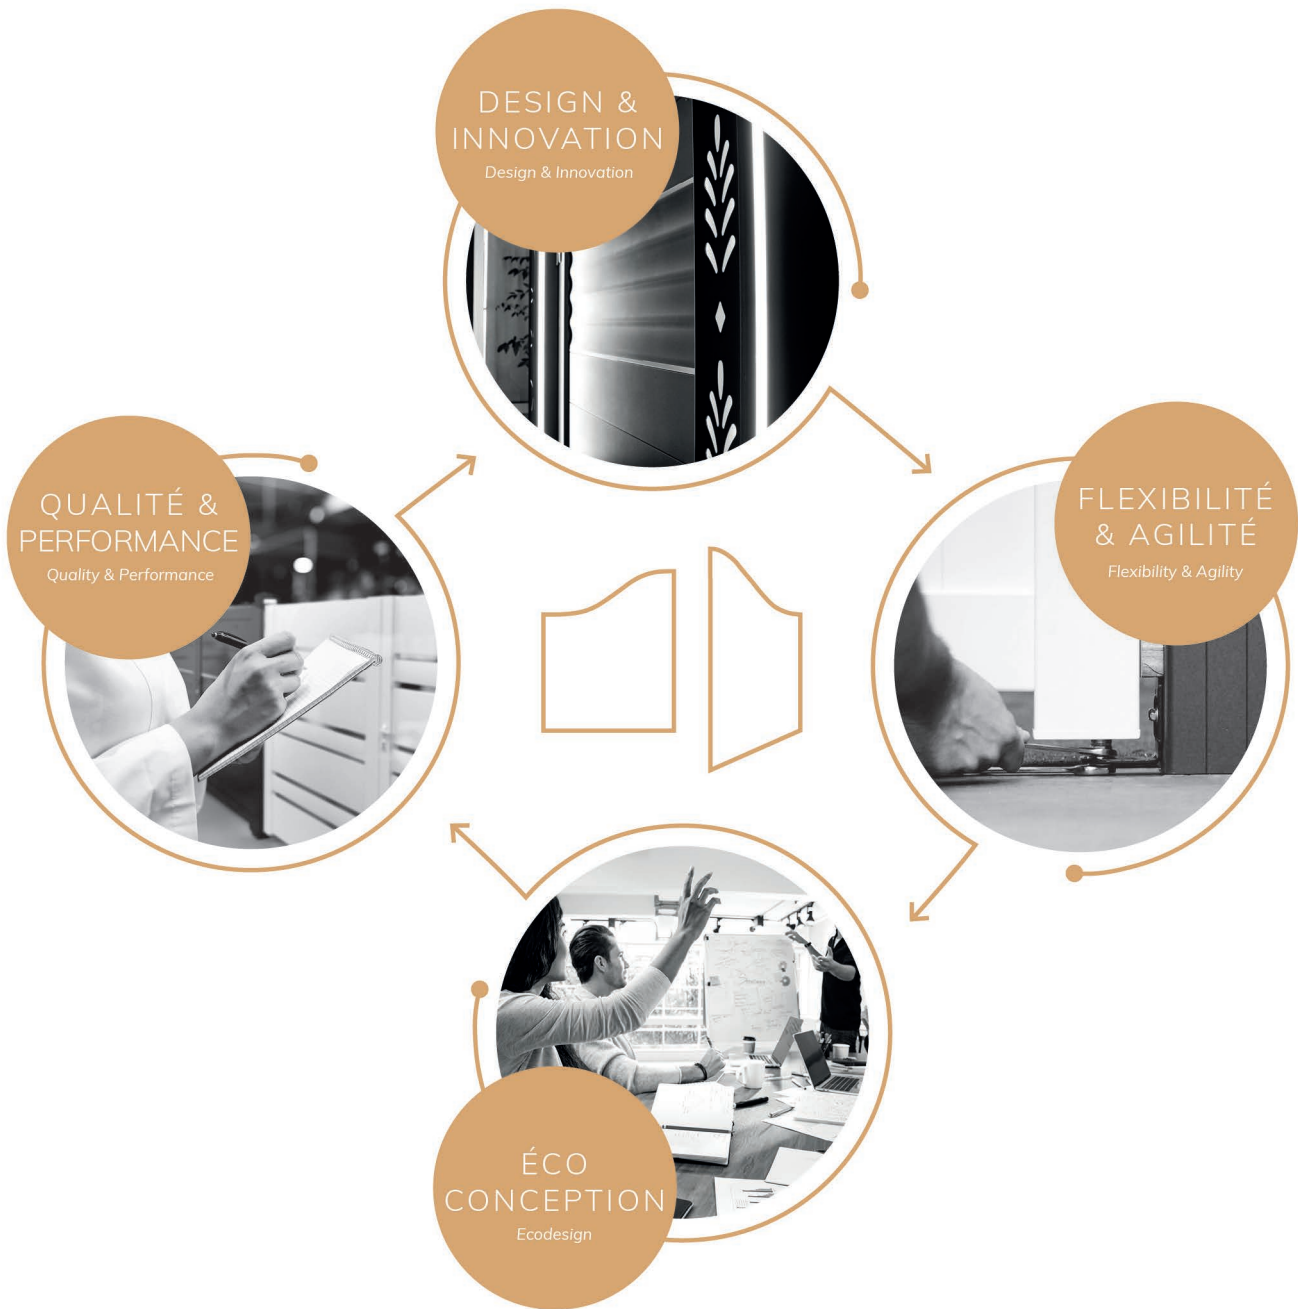 DESIGN &
INNOVATION
Design & Innovation
FLEXIBILITÉ
& AGILITÉ
Flexibility & Agility
ÉCO
CONCEPTION
Ecodesign
QUALITÉ &
PERFORMANCE
Quality & Performance